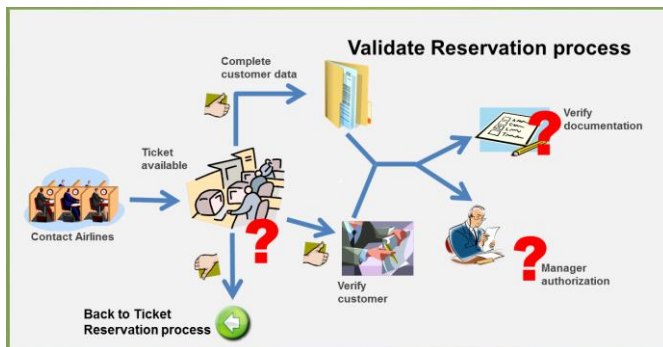 Validate Reservation process
Complete
customer data
Verify
documentation
Ticket
available
Contact Airlines
Manager
authorization
Verify
customer
Back to Ticket
Reservation process